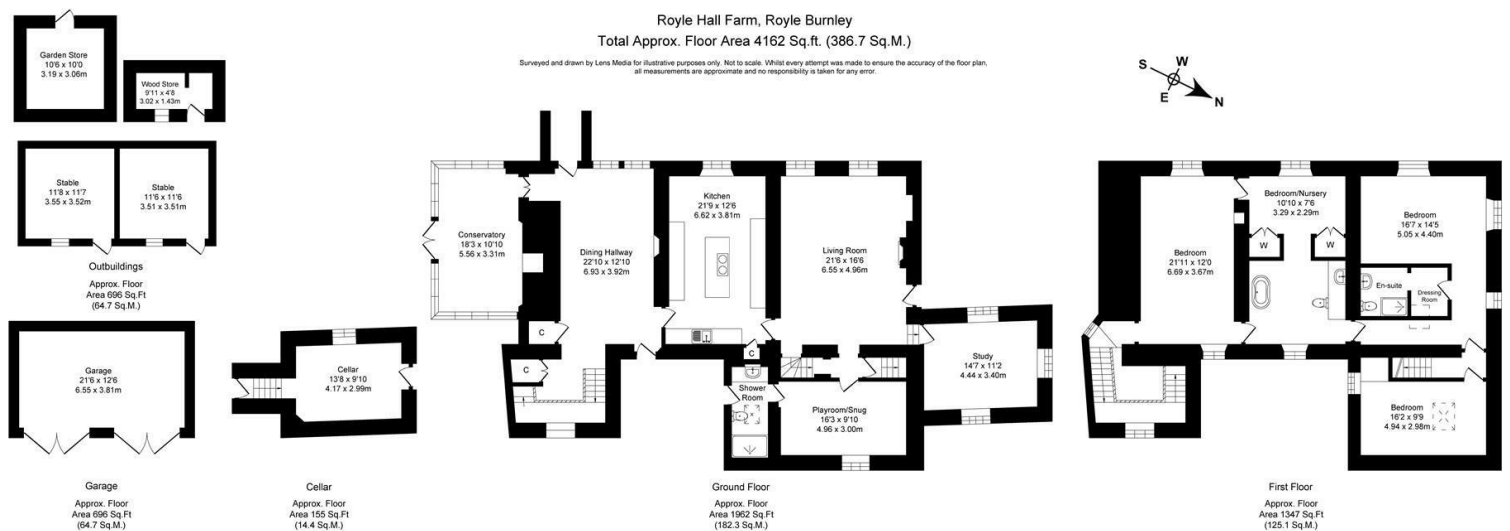 Royle Hall Farm, Royle Burnley
Total Approx. Floor Area 4162 Sq.ft. (386.7 Sq.M.)
Surveyed and drawn by Lens Media for illustrative purposes only. Not to scale. Whilst every attempt was made to ensure the accuracy of the floor plan,
all measurements are approximate and no responsibility is taken for any error.
S
W
E
N
Garden Store
10'6 x 10'0
3.19 x 3.06m
Wood Store
9'11 x 4'8
3.02 x 1.43m
Stable
11'8 x 11'7
3.55 x 3.52m
Stable
11'6 x 11'6
3.51 x 3.51m
Outbuildings
Approx. Floor
Area 696 Sq.Ft
(64.7 Sq.M.)
Garage
21'6 x 12'6
6.55 x 3.81m
Garage
Approx. Floor
Area 696 Sq.Ft
(64.7 Sq.M.)
Cellar
13'8 x 9'10
4.17 x 2.99m
Cellar
Approx. Floor
Area 155 Sq.Ft
(14.4 Sq.M.)
Conservatory
18'3 x 10'10
5.56 x 3.31m
Dining Hallway
22'10 x 12'10
6.93 x 3.92m
Kitchen
21'9 x 12'6
6.62 x 3.81m
Living Room
21'6 x 16'6
6.55 x 4.96m
C
C
C
Shower
Room
Playroom/Snug
16'3 x 9'10
4.96 x 3.00m
Study
14'7 x 11'2
4.44 x 3.40m
Ground Floor
Approx. Floor
Area 1962 Sq.Ft
(182.3 Sq.M.)
Bedroom
21'11 x 12'0
6.69 x 3.67m
Bedroom/Nursery
10'10 x 7'6
3.29 x 2.29m
W
W
Bedroom
16'7 x 14'5
5.05 x 4.40m
En-suite
Dressing
Room
Bedroom
16'2 x 9'9
4.94 x 2.98m
First Floor
Approx. Floor
Area 1347 Sq.Ft
(125.1 Sq.M.)